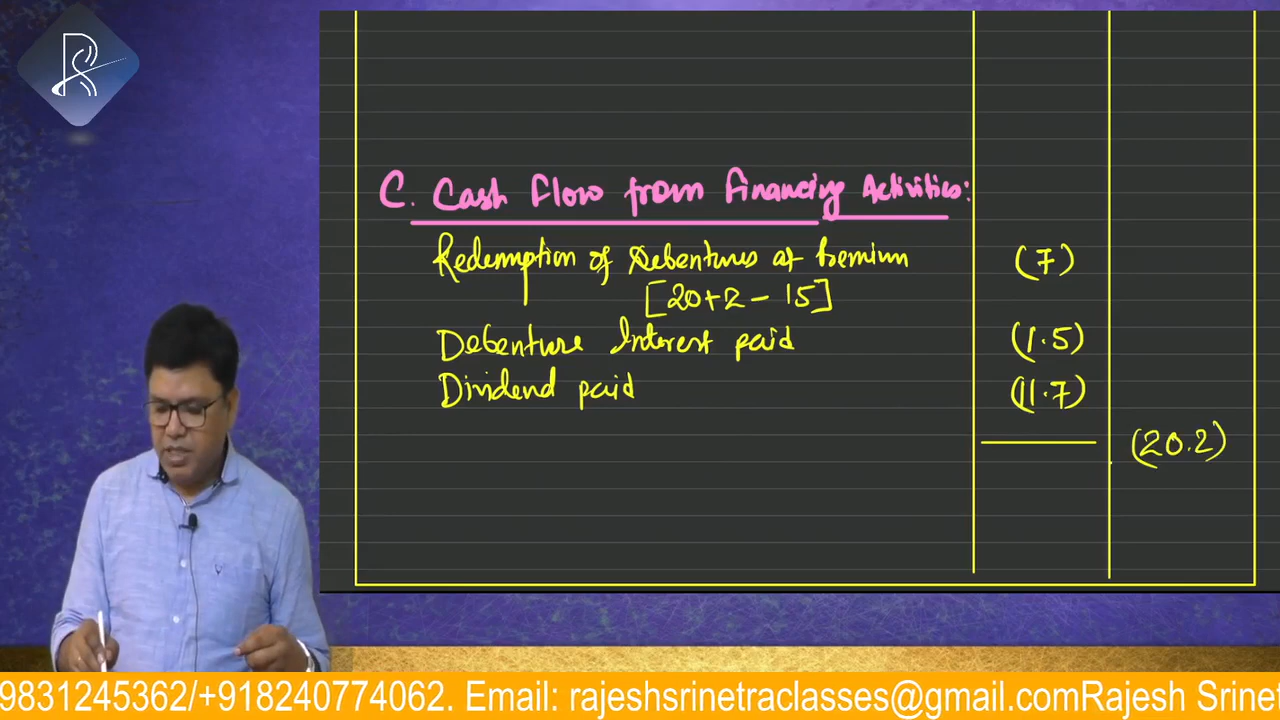 RS
C. Cash Flow from Financing Activities:
Redemption of Debentures at Premium (7)
[20+2 - 15]
Debenture Interest paid (1.5)
Dividend paid (11.7)
(20.2)
9831245362/+918240774062. Email: rajeshsrinetraclasses@gmail.comRajesh Srinet